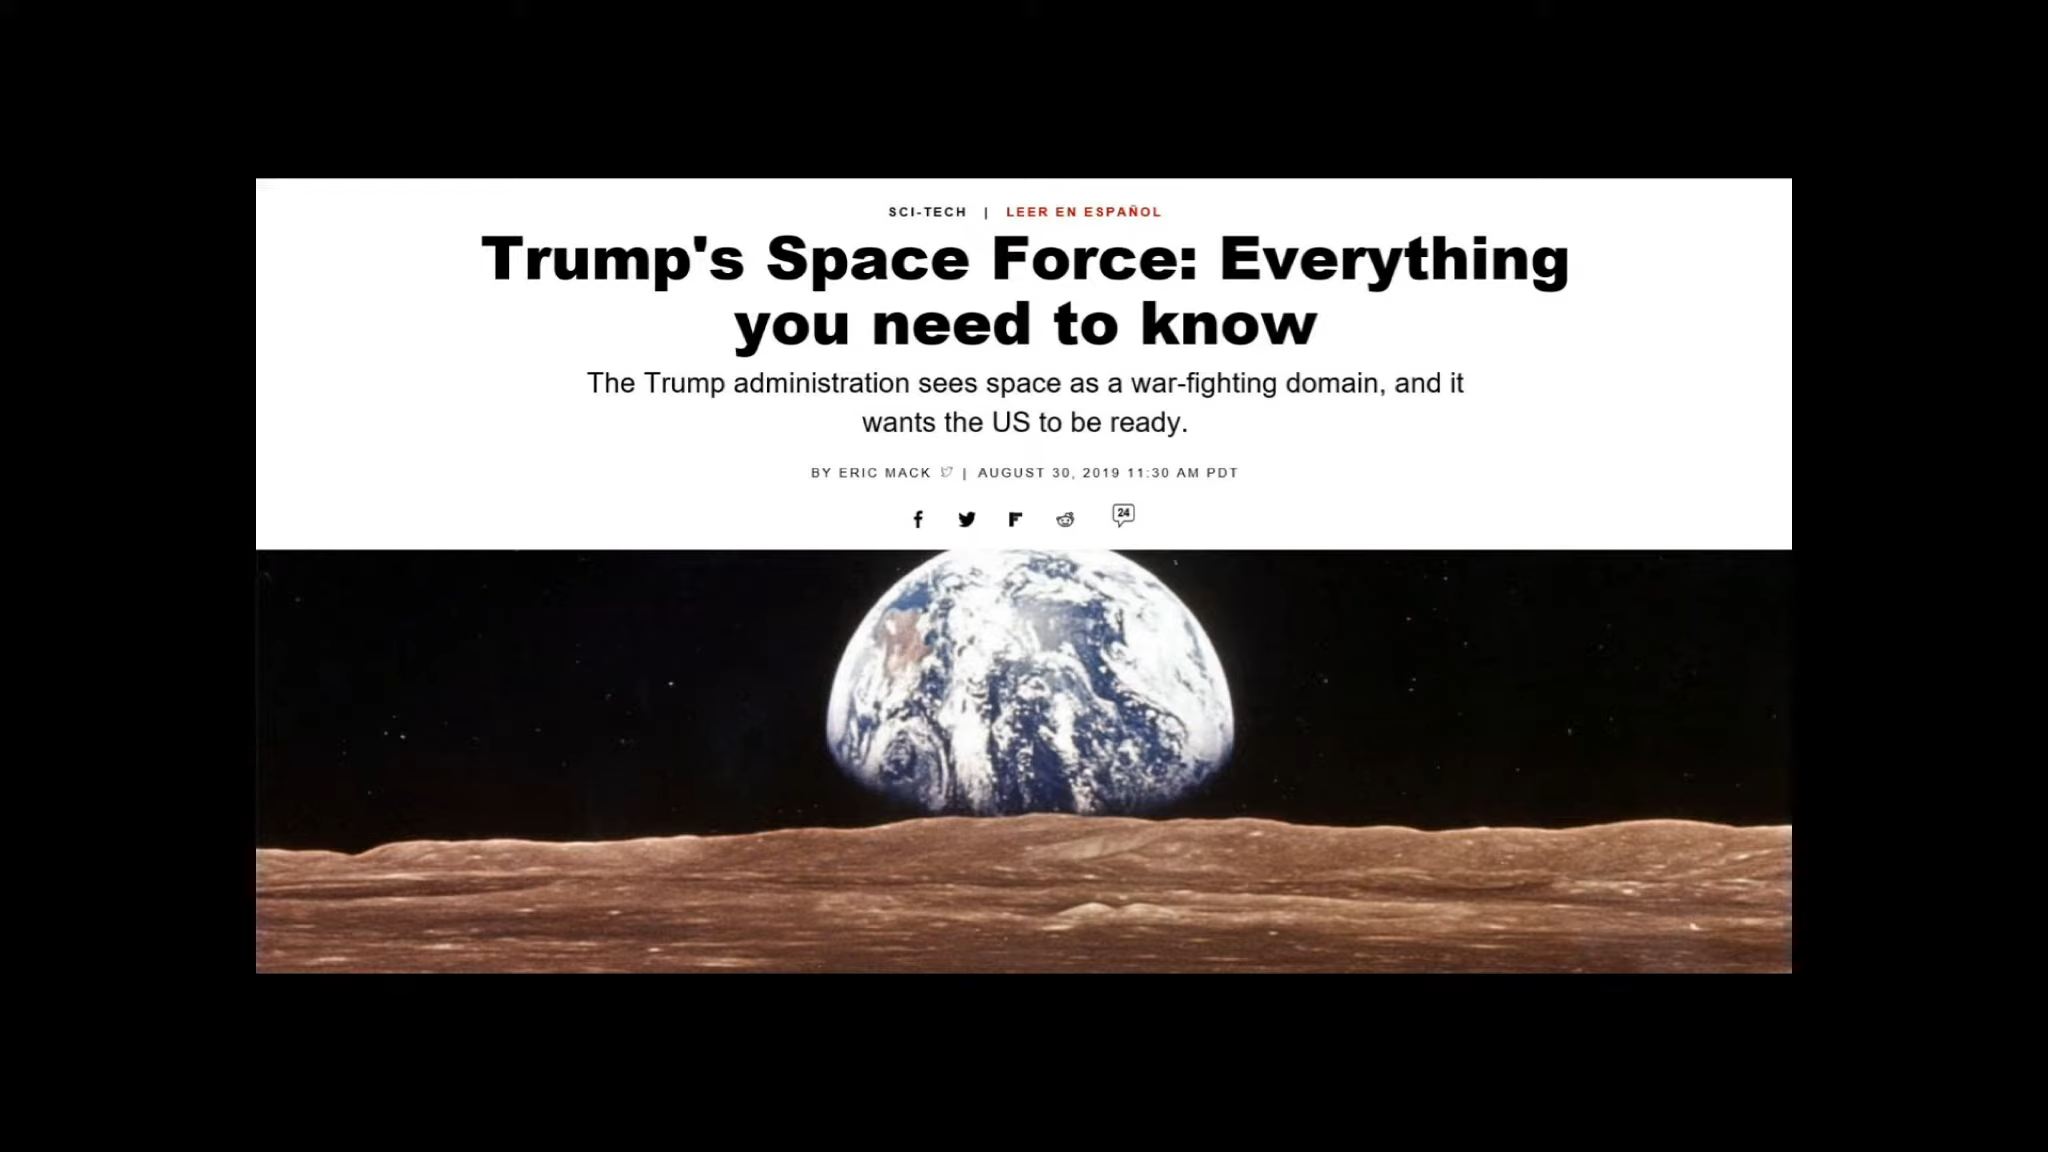 SCI-TECH | LEER EN ESPAÑOL
Trump's Space Force: Everything
you need to know
The Trump administration sees space as a war-fighting domain, and it
wants the US to be ready.
BY ERIC MACK | AUGUST 30, 2019 11:30 AM PDT
24